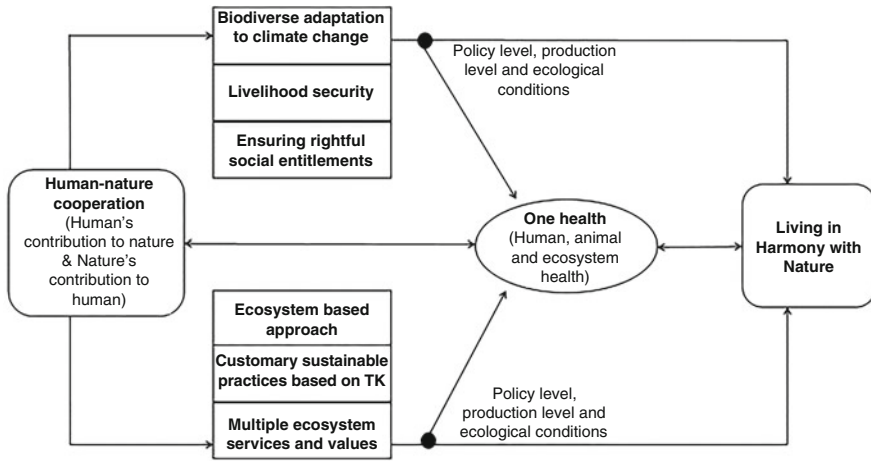 Biodiverse adaptation
to climate change
Livelihood security
Ensuring rightful
social entitlements
Policy level, production
level and ecological
conditions
Human-nature
cooperation
(Human's
contribution to nature
& Nature's
contribution to
human)
One health
(Human, animal
and ecosystem
health)
Living in
Harmony with
Nature
Ecosystem based
approach
Customary sustainable
practices based on TK
Multiple ecosystem
services and values
Policy level,
production level and
ecological conditions